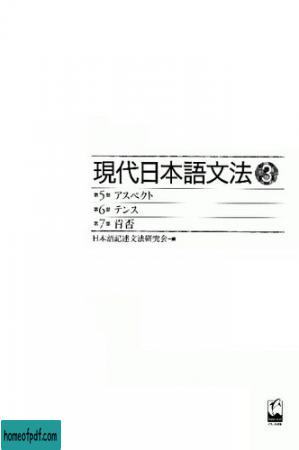 現代日本語文法3
第5部 アスペクト
第6部 テンス
第7部 肯否
日本語記述文法研究会 編
homeofpdf.com